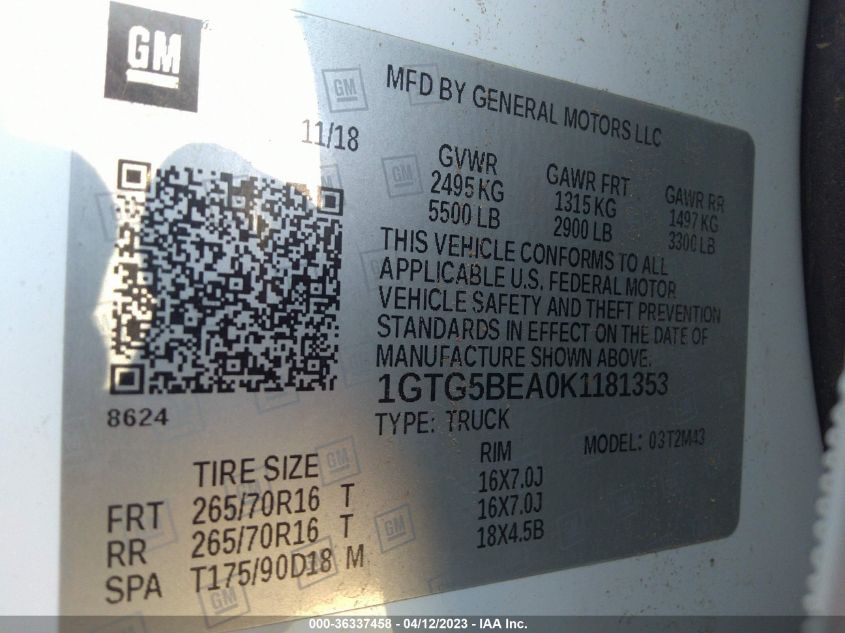 GM
MFD BY GENERAL MOTORS LLC
11/18
GVWR
2495 KG
5500 LB
GAWR FRT
1315 KG
2900 LB
GAWR RR
1497 KG
3300 LB
THIS VEHICLE CONFORMS TO ALL
APPLICABLE U.S. FEDERAL MOTOR
VEHICLE SAFETY AND THEFT PREVENTION
STANDARDS IN EFFECT ON THE DATE OF
MANUFACTURE SHOWN ABOVE.
1GTG5BEA0K1181353
8624
TYPE: TRUCK
MODEL: 03T2M43
TIRE SIZE RIM
FRT 265/70R16 T 16X7.0J
RR 265/70R16 T 16X7.0J
SPA T175/90D18 M 18X4.5B
000-36337458 - 04/12/2023 - IAA Inc.